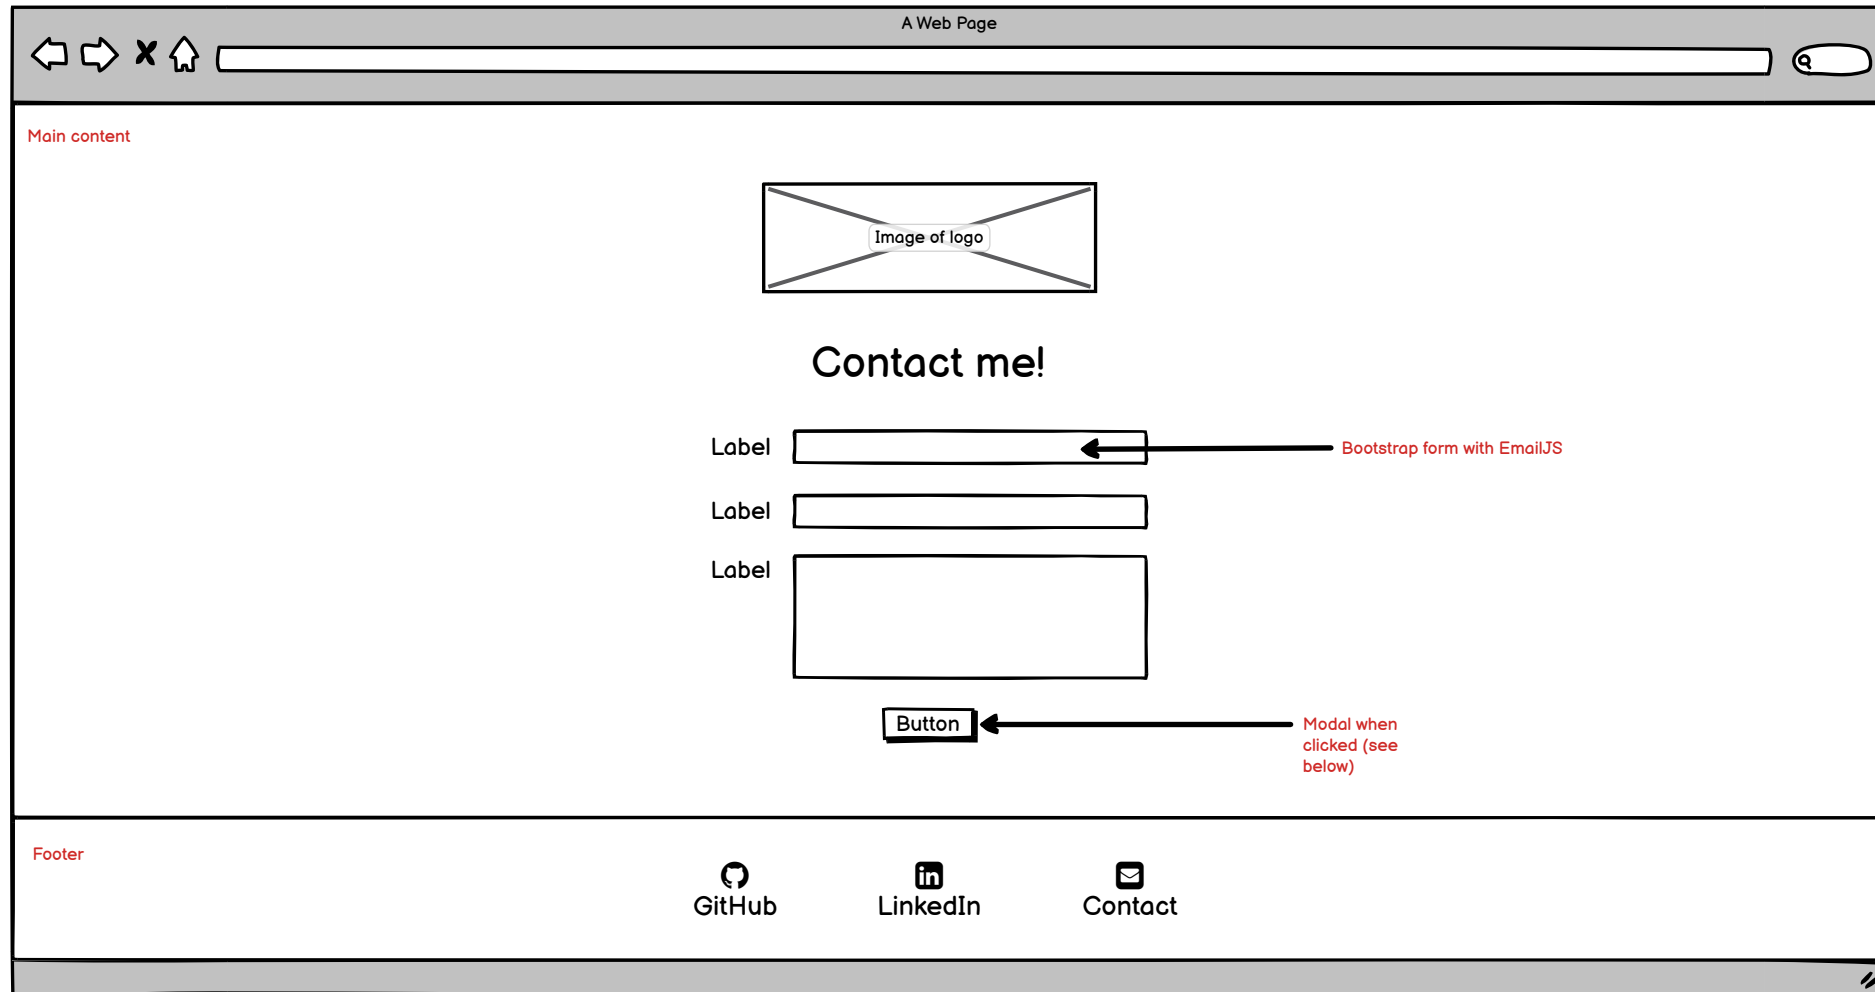 A Web Page
Main content
Image of logo
Contact me!
Label
Bootstrap form with EmailJS
Label
Label
Button
Modal when
clicked (see
below)
Footer
GitHub
LinkedIn
Contact